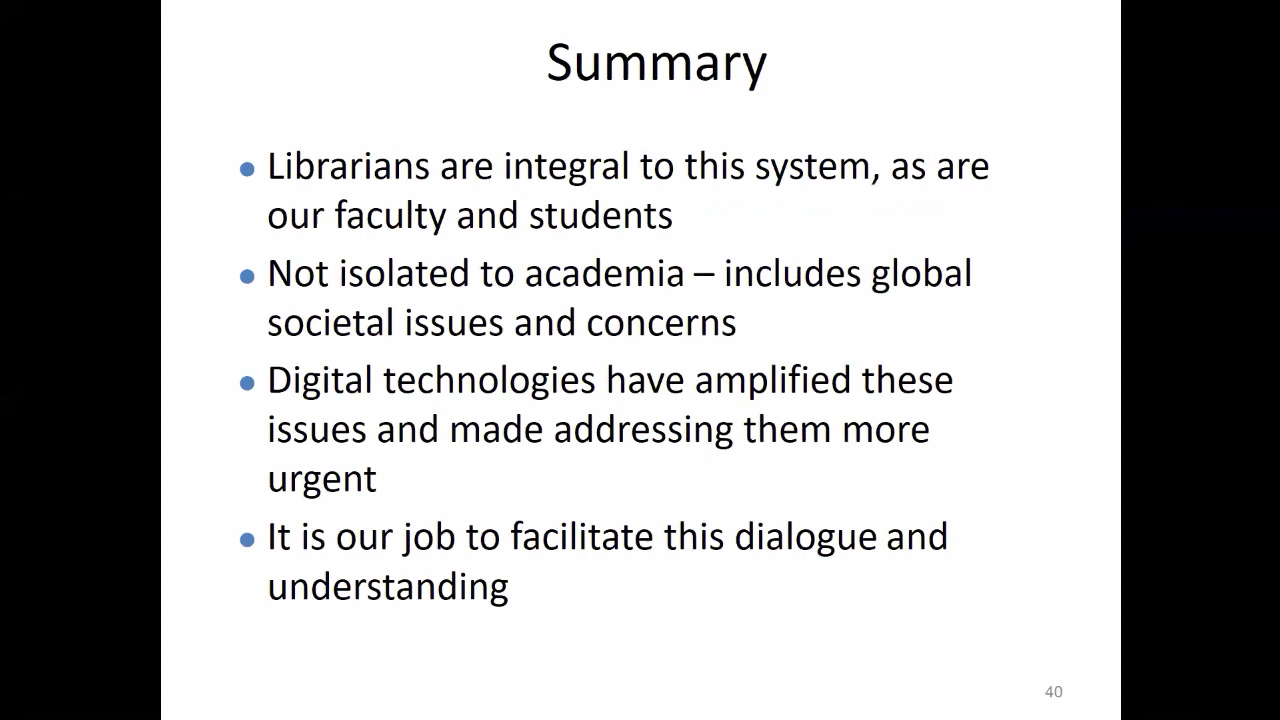 Summary
• Librarians are integral to this system, as are
our faculty and students
• Not isolated to academia – includes global
societal issues and concerns
• Digital technologies have amplified these
issues and made addressing them more
urgent
• It is our job to facilitate this dialogue and
understanding
40